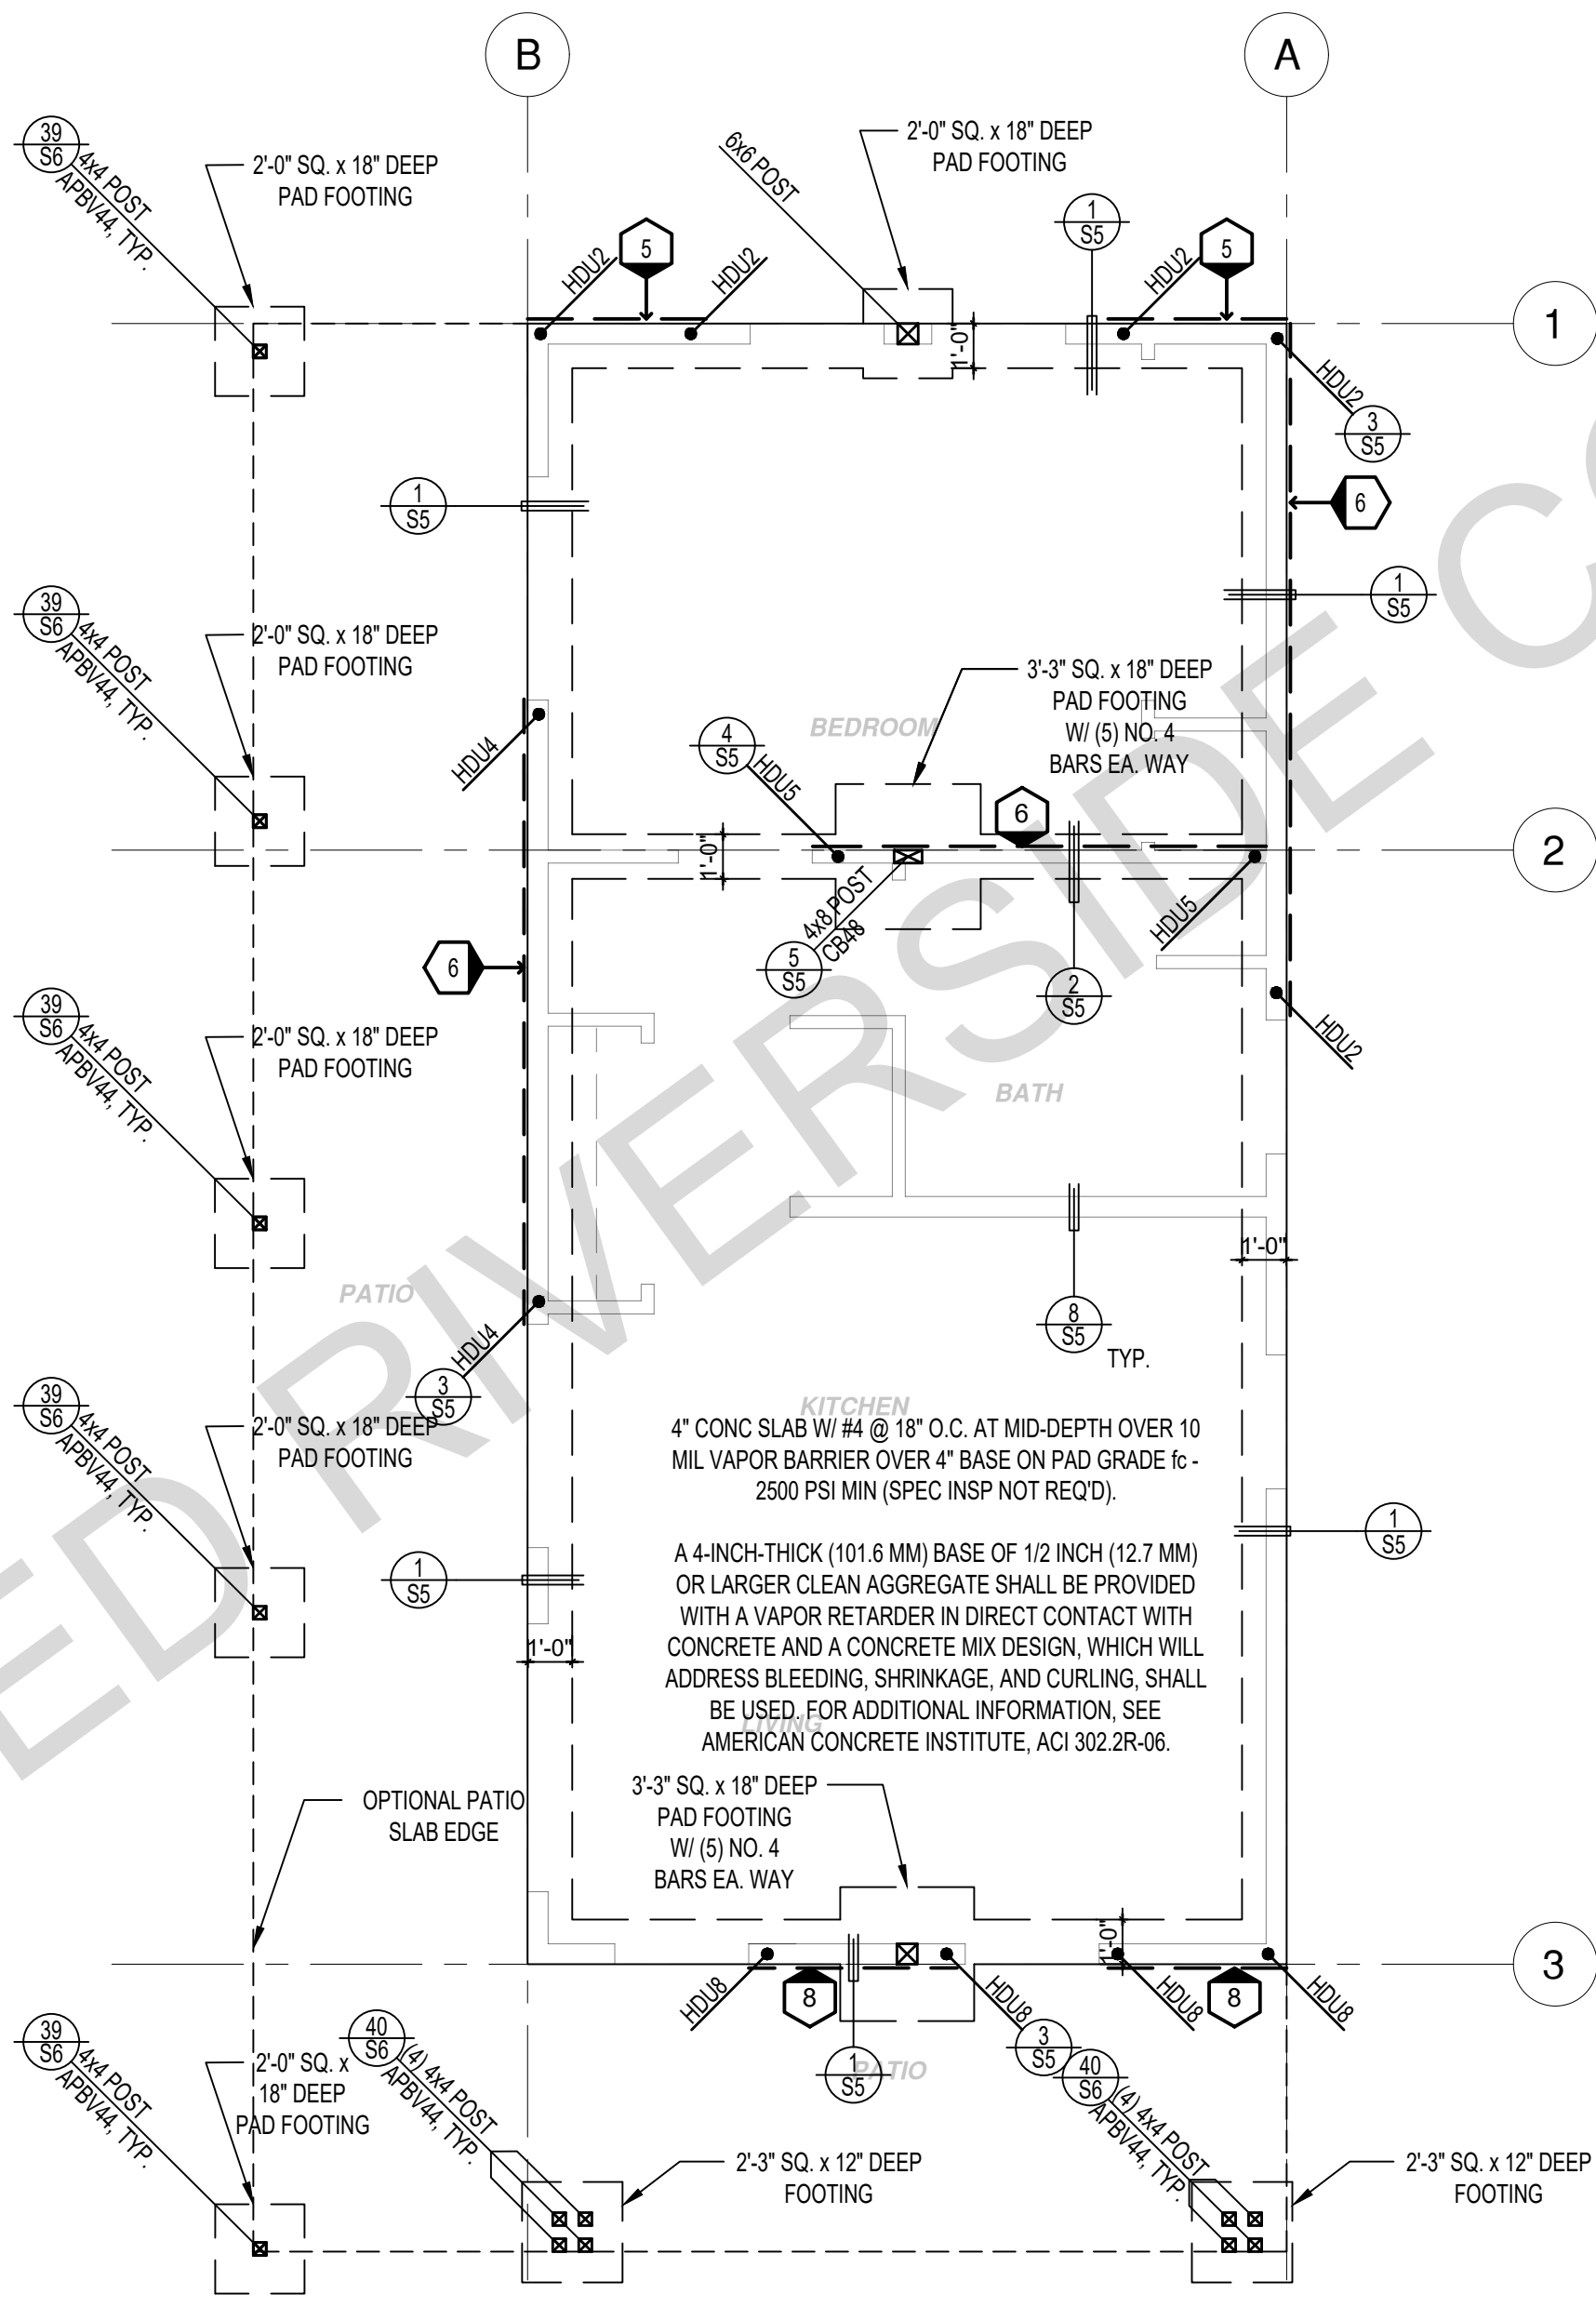 B
A
39
S6
4x4 POST
APBV44, TYP.
2'-0" SQ. x 18" DEEP
PAD FOOTING
6x6 POST
2'-0" SQ. x 18" DEEP
PAD FOOTING
1
S5
HDU2
5
HDU2
HDU2
5
1
1'-0"
HDU2
3
S5
1
S5
6
39
S6
4x4 POST
APBV44, TYP.
2'-0" SQ. x 18" DEEP
PAD FOOTING
1
S5
3'-3" SQ. x 18" DEEP
PAD FOOTING
W/ (5) NO. 4
BARS EA. WAY
BEDROOM
4
S5
HDU5
HDU4
6
2
1'-0"
4x8 POST
CB48
5
S5
HDU5
6
2
S5
39
S6
4x4 POST
APBV44, TYP.
2'-0" SQ. x 18" DEEP
PAD FOOTING
HDU2
BATH
1'-0"
PATIO
HDU4
3
S5
8
S5
TYP.
39
S6
4x4 POST
APBV44, TYP.
2'-0" SQ. x 18" DEEP
PAD FOOTING
KITCHEN
4" CONC SLAB W/ #4 @ 18" O.C. AT MID-DEPTH OVER 10
MIL VAPOR BARRIER OVER 4" BASE ON PAD GRADE fc -
2500 PSI MIN (SPEC INSP NOT REQ'D).
A 4-INCH-THICK (101.6 MM) BASE OF 1/2 INCH (12.7 MM)
OR LARGER CLEAN AGGREGATE SHALL BE PROVIDED
WITH A VAPOR RETARDER IN DIRECT CONTACT WITH
CONCRETE AND A CONCRETE MIX DESIGN, WHICH WILL
ADDRESS BLEEDING, SHRINKAGE, AND CURLING, SHALL
BE USED. FOR ADDITIONAL INFORMATION, SEE
AMERICAN CONCRETE INSTITUTE, ACI 302.2R-06.
LIVING
1
S5
1
S5
1'-0"
OPTIONAL PATIO
SLAB EDGE
3'-3" SQ. x 18" DEEP
PAD FOOTING
W/ (5) NO. 4
BARS EA. WAY
1'-0"
3
HDU8
8
HDU8
HDU8
8
HDU8
1
S5
3
S5
PATIO
39
S6
4x4 POST
APBV44, TYP.
2'-0" SQ. x
18" DEEP
PAD FOOTING
40
S6
(4) 4x4 POST
APBV44, TYP.
2'-3" SQ. x 12" DEEP
FOOTING
40
S6
(4) 4x4 POST
APBV44, TYP.
2'-3" SQ. x 12" DEEP
FOOTING
RIVERSIDE